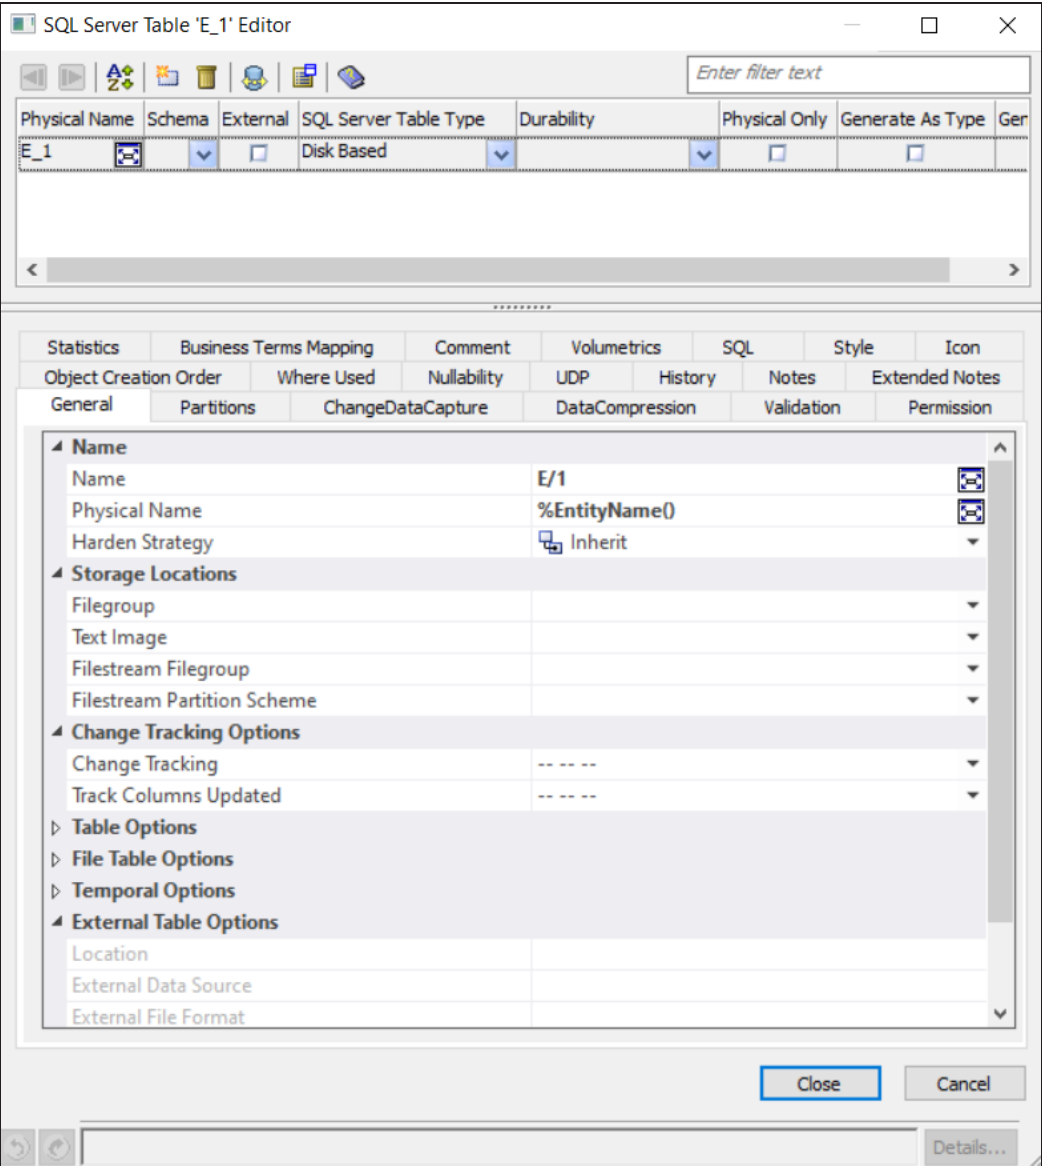 SQL Server Table 'E_1' Editor
Enter filter text
Physical Name Schema External SQL Server Table Type Durability Physical Only Generate As Type Gen
E_1 Disk Based
Statistics Business Terms Mapping Comment Volumetrics SQL Style Icon
Object Creation Order Where Used Nullability UDP History Notes Extended Notes
General Partitions ChangeDataCapture DataCompression Validation Permission
Name
Name E/1
Physical Name %EntityName()
Harden Strategy Inherit
Storage Locations
Filegroup
Text Image
Filestream Filegroup
Filestream Partition Scheme
Change Tracking Options
Change Tracking -- -- --
Track Columns Updated -- -- --
Table Options
File Table Options
Temporal Options
External Table Options
Location
External Data Source
External File Format
Close Cancel
Details...